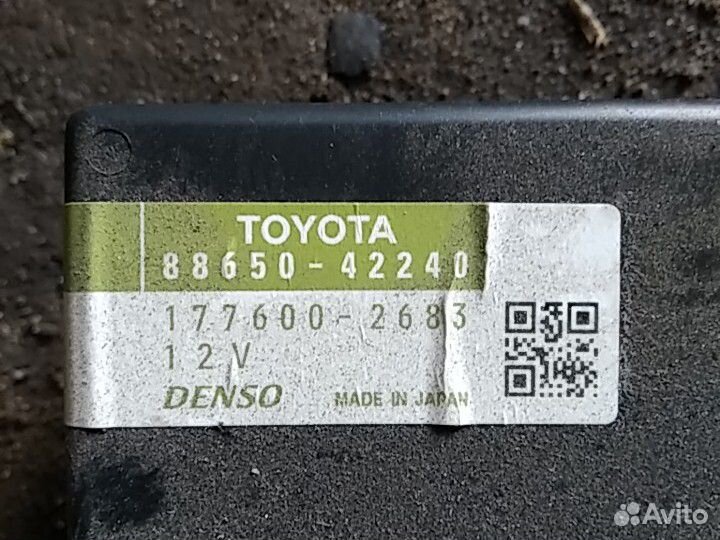 TOYOTA
88650-42240
177600-2683
12V
DENSO MADE IN JAPAN
Avito